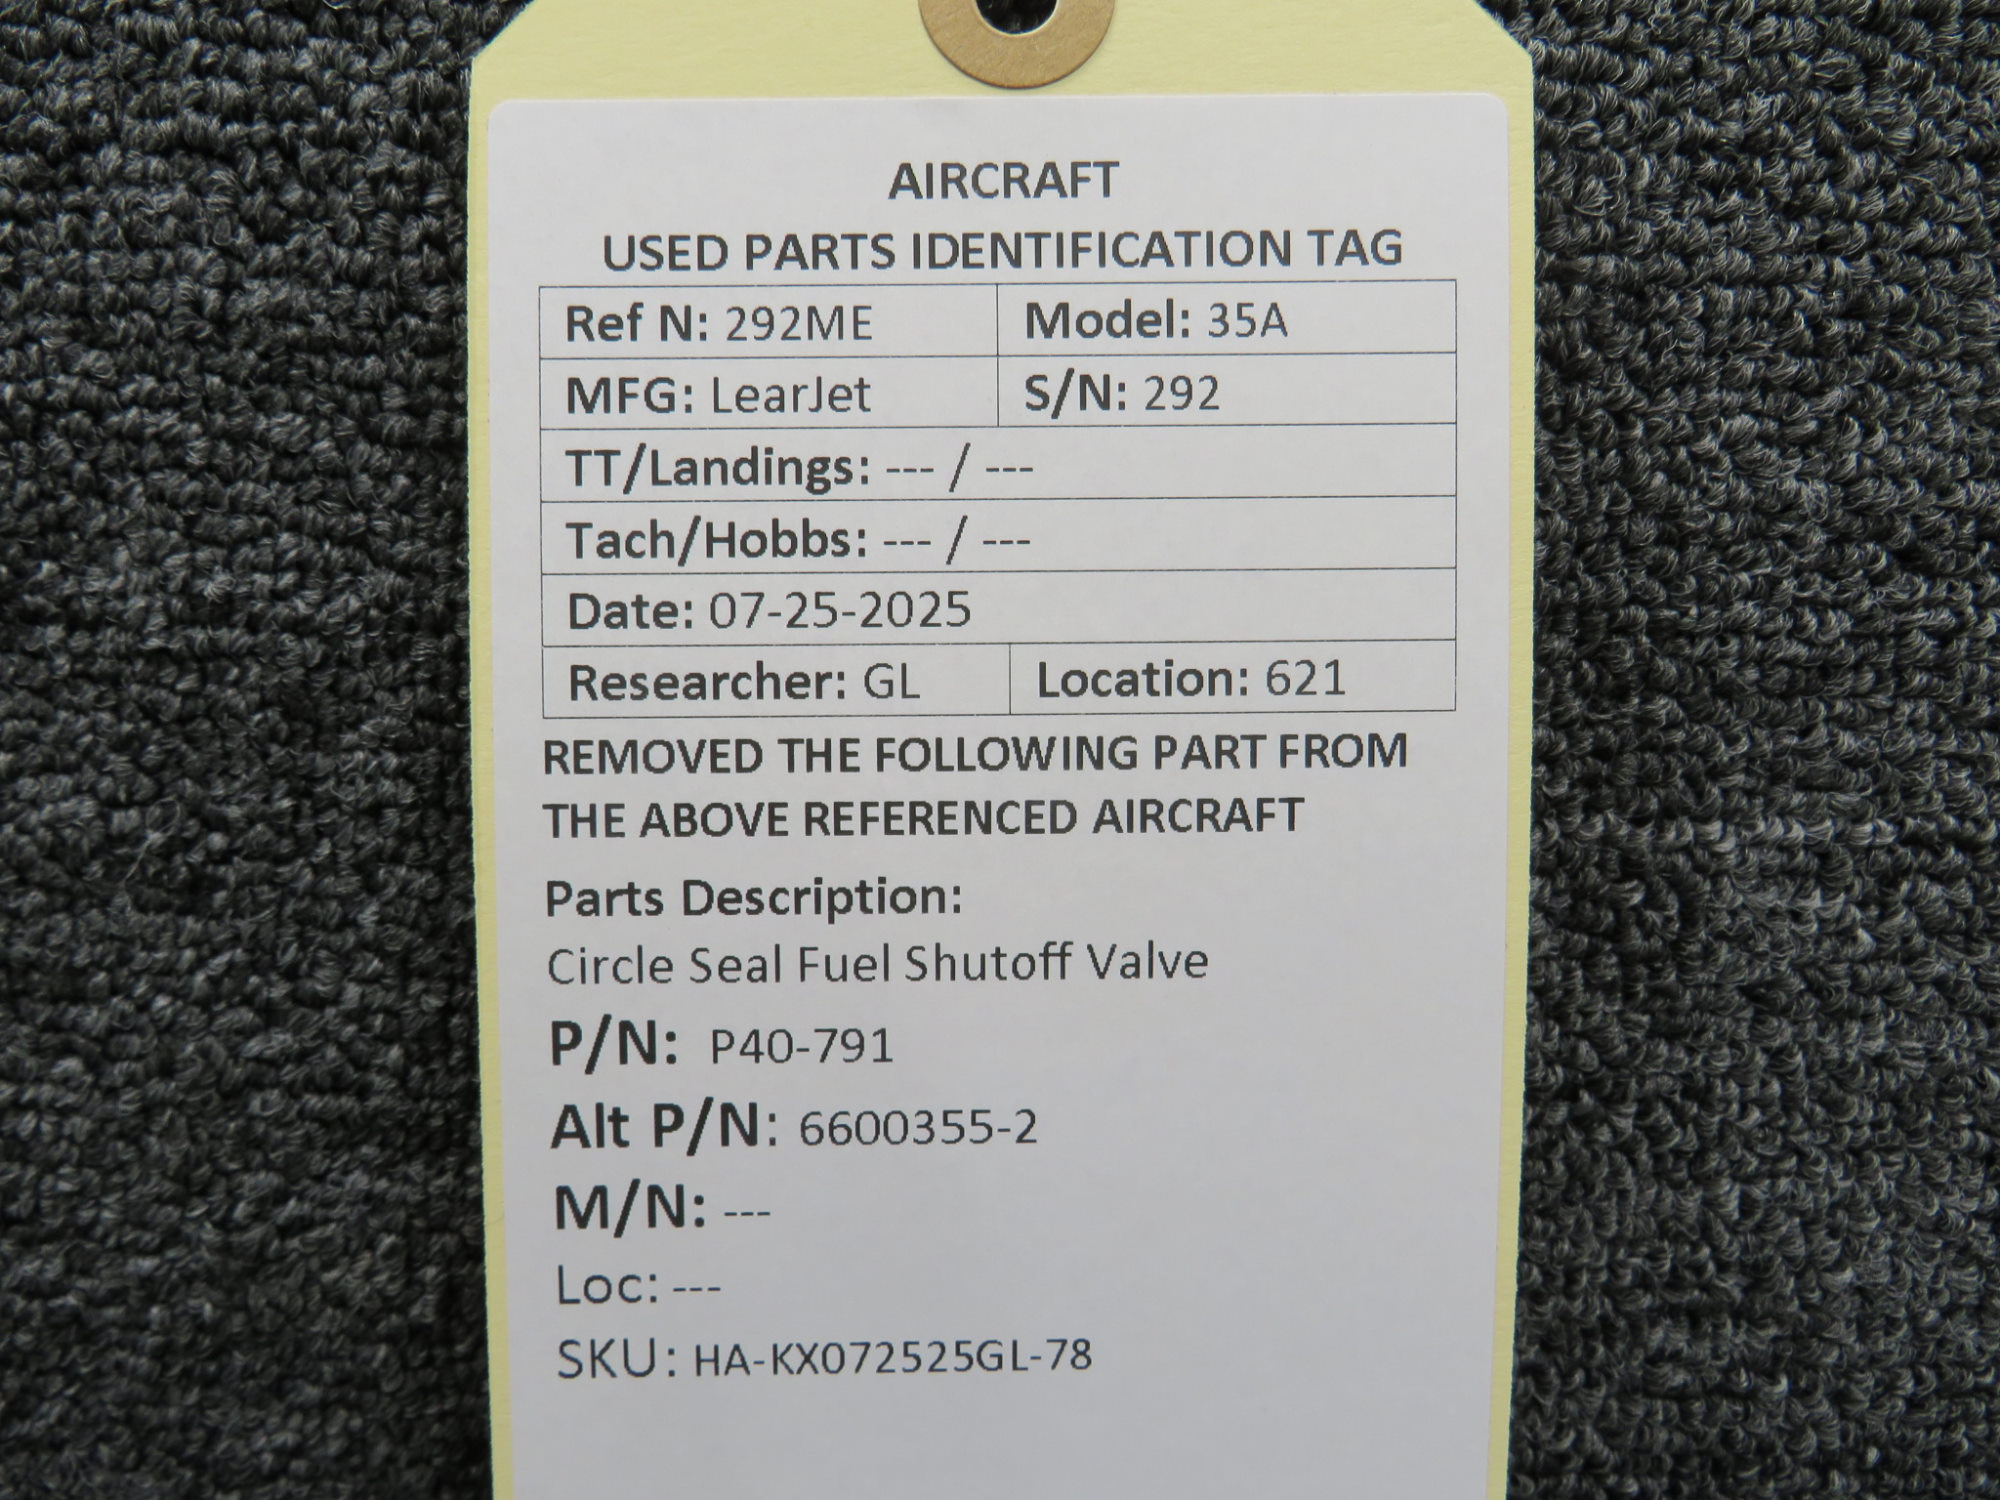 AIRCRAFT
USED PARTS IDENTIFICATION TAG
Ref N: 292ME Model: 35A
MFG: LearJet S/N: 292
TT/Landings: --- / ---
Tach/Hobbs: --- / ---
Date: 07-25-2025
Researcher: GL Location: 621
REMOVED THE FOLLOWING PART FROM
THE ABOVE REFERENCED AIRCRAFT
Parts Description:
Circle Seal Fuel Shutoff Valve
P/N: P40-791
Alt P/N: 6600355-2
M/N: ---
Loc: ---
SKU: HA-KX072525GL-78